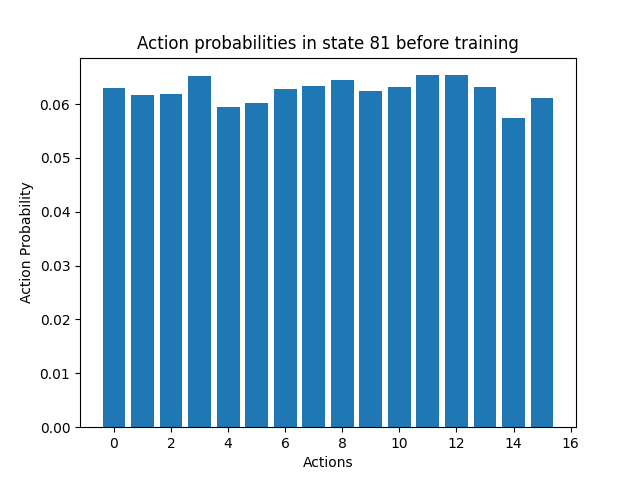 Action probabilities in state 81 before training
0.06
0.05
0.04
0.03
0.02
0.01
0.00
Action Probability
0 2 4 6 8 10 12 14 16
Actions